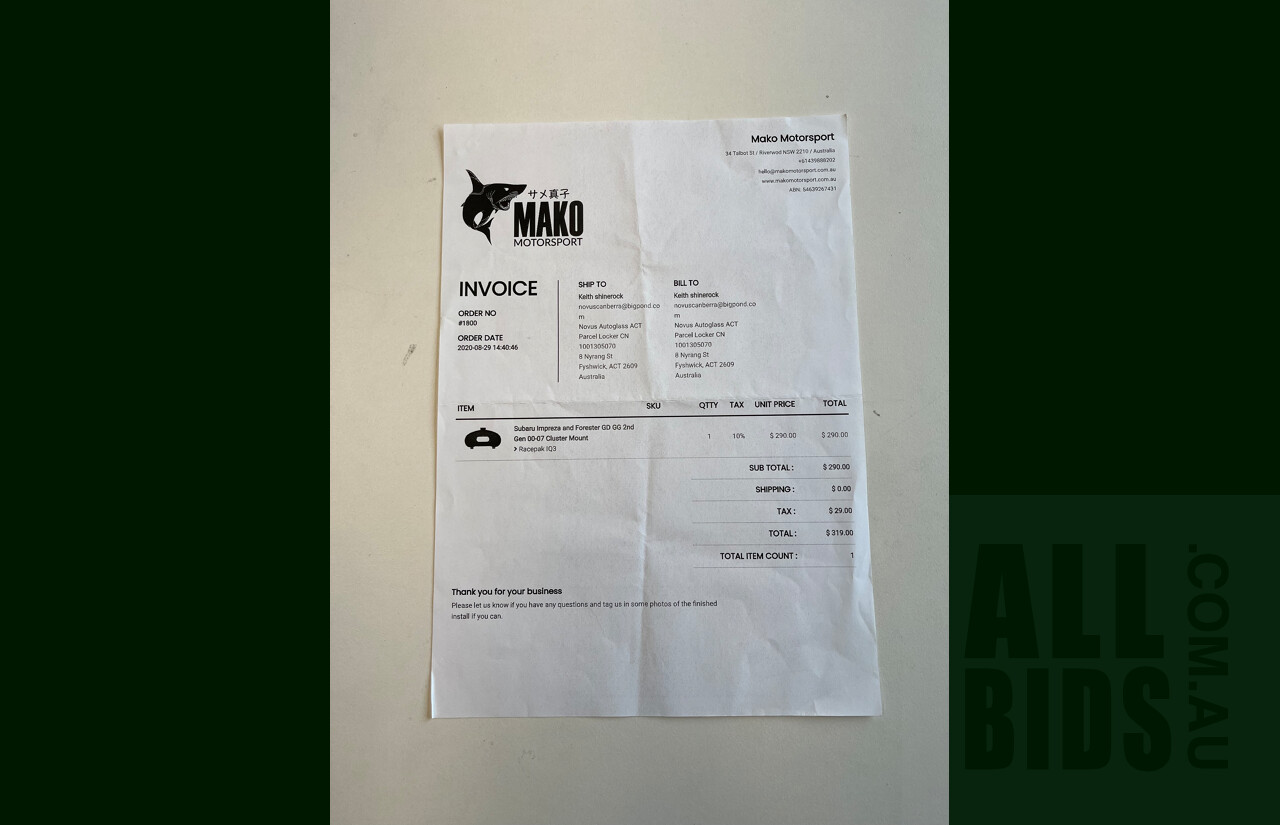 Mako Motorsport
34 Talbot St / Riverwod NSW 2210 / Australia
+61439888202
hello@makomotorsport.com.au
www.makomotorsport.com.au
ABN: 54639267431
サメ真子
MAKO
MOTORSPORT
INVOICE
ORDER NO
#1800
ORDER DATE
2020-08-29 14:40:46
SHIP TO
Keith shinerock
novuscanberra@bigpond.co
m
Novus Autoglass ACT
Parcel Locker CN
1001305070
8 Nyrang St
Fyshwick, ACT 2609
Australia
BILL TO
Keith shinerock
novuscanberra@bigpond.co
m
Novus Autoglass ACT
Parcel Locker CN
1001305070
8 Nyrang St
Fyshwick, ACT 2609
Australia
ITEM SKU QTTY TAX UNIT PRICE TOTAL
Subaru Impreza and Forester GD GG 2nd
Gen 00-07 Cluster Mount
> Racepak IQ3
1 10% $ 290.00 $ 290.00
SUB TOTAL : $ 290.00
SHIPPING : $ 0.00
TAX : $ 29.00
TOTAL : $ 319.00
TOTAL ITEM COUNT : 1
Thank you for your business
Please let us know if you have any questions and tag us in some photos of the finished
install if you can.
ALL
BIDS
.COM.AU